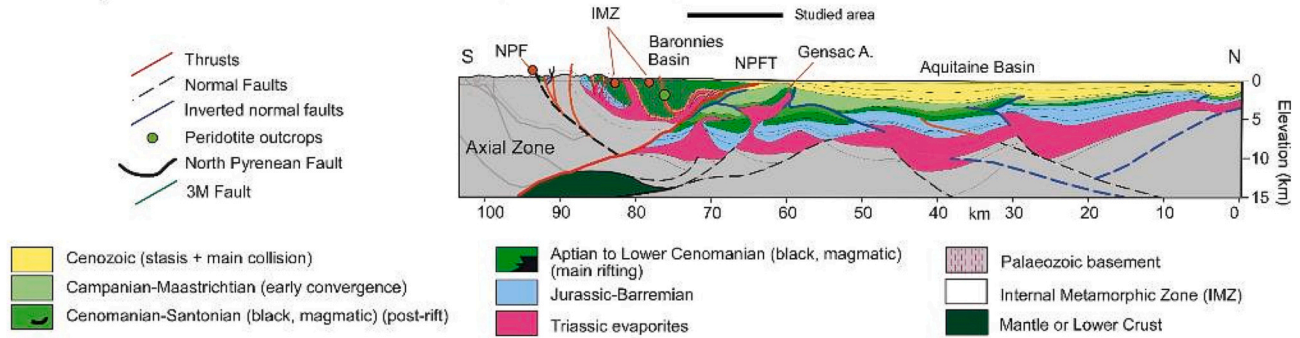 IMZ
Studied area
S
NPF
Baronnies
Basin
NPFT
Gensac A.
Aquitaine Basin
N
Thrusts
Normal Faults
Inverted normal faults
Peridotite outcrops
North Pyrenean Fault
3M Fault
Axial Zone
0
5
10
15
Elevation (km)
100 90 80 70 60 50 km 40 30 20 10 0
Cenozoic (stasis + main collision)
Campanian-Maastrichtian (early convergence)
Cenomanian-Santonian (black, magmatic) (post-rift)
Aptian to Lower Cenomanian (black, magmatic)
(main rifting)
Jurassic-Barremian
Triassic evaporites
Palaeozoic basement
Internal Metamorphic Zone (IMZ)
Mantle or Lower Crust